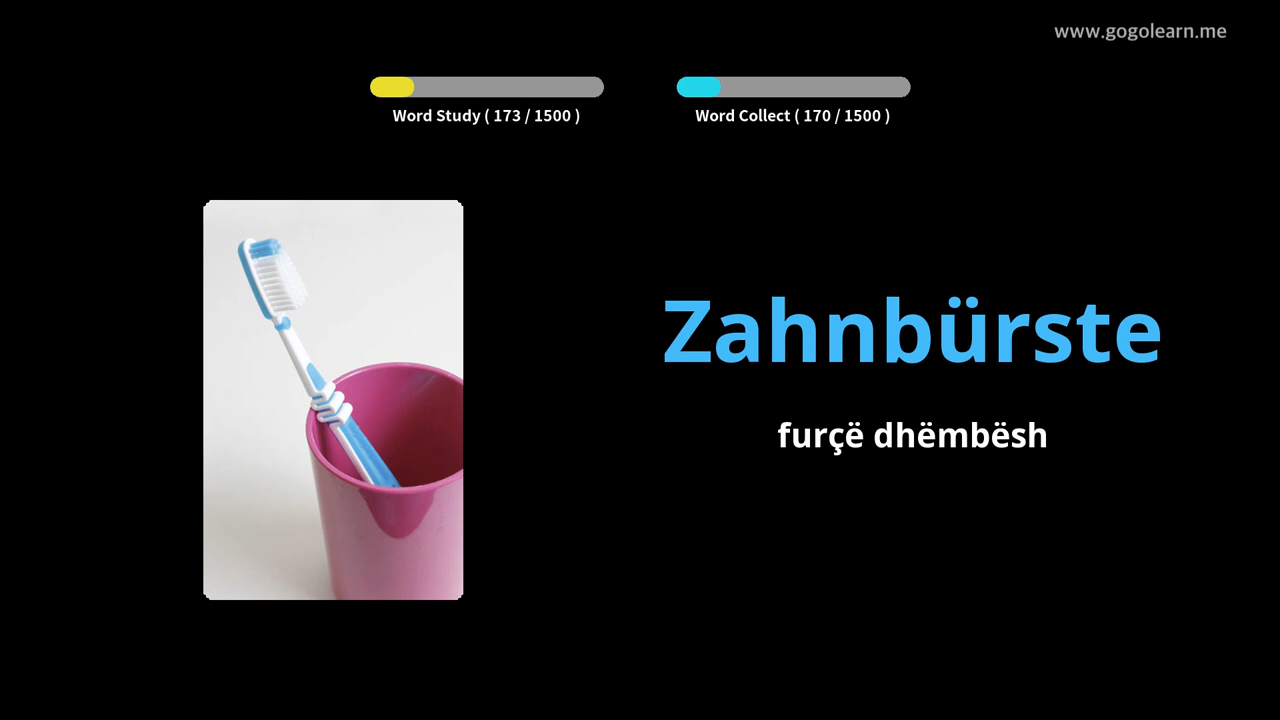 www.gogolearn.me
Word Study ( 173 / 1500 )
Word Collect ( 170 / 1500 )
Zahnbürste
furçë dhëmbësh